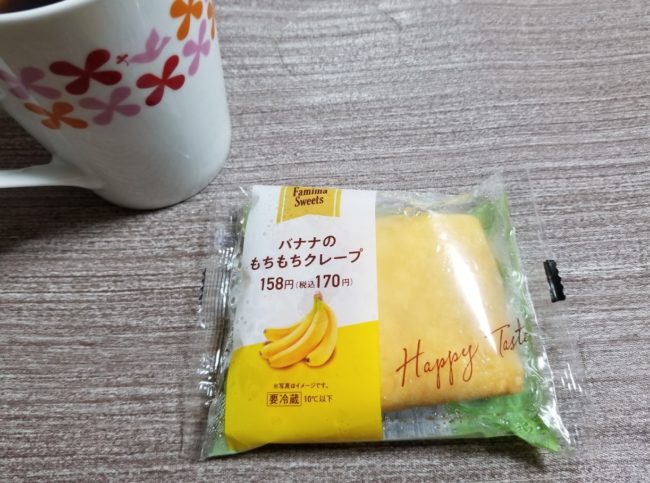 Famima
Sweets
バナナの
もちもちクレープ
158円(税込170円)
Happy Taste
※写真はイメージです。
要冷蔵 10℃以下